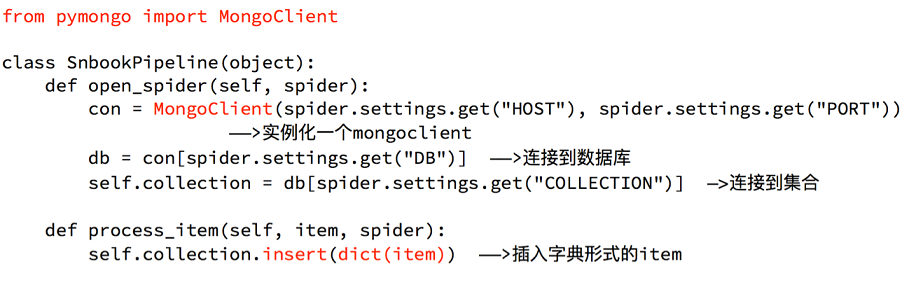 from pymongo import MongoClient
class SnbookPipeline(object):
    def open_spider(self, spider):
        con = MongoClient(spider.settings.get("HOST"), spider.settings.get("PORT"))
                     ——>实例化一个mongoclient
        db = con[spider.settings.get("DB")]  ——>连接到数据库
        self.collection = db[spider.settings.get("COLLECTION")]  —>连接到集合
    def process_item(self, item, spider):
        self.collection.insert(dict(item))  ——>插入字典形式的item